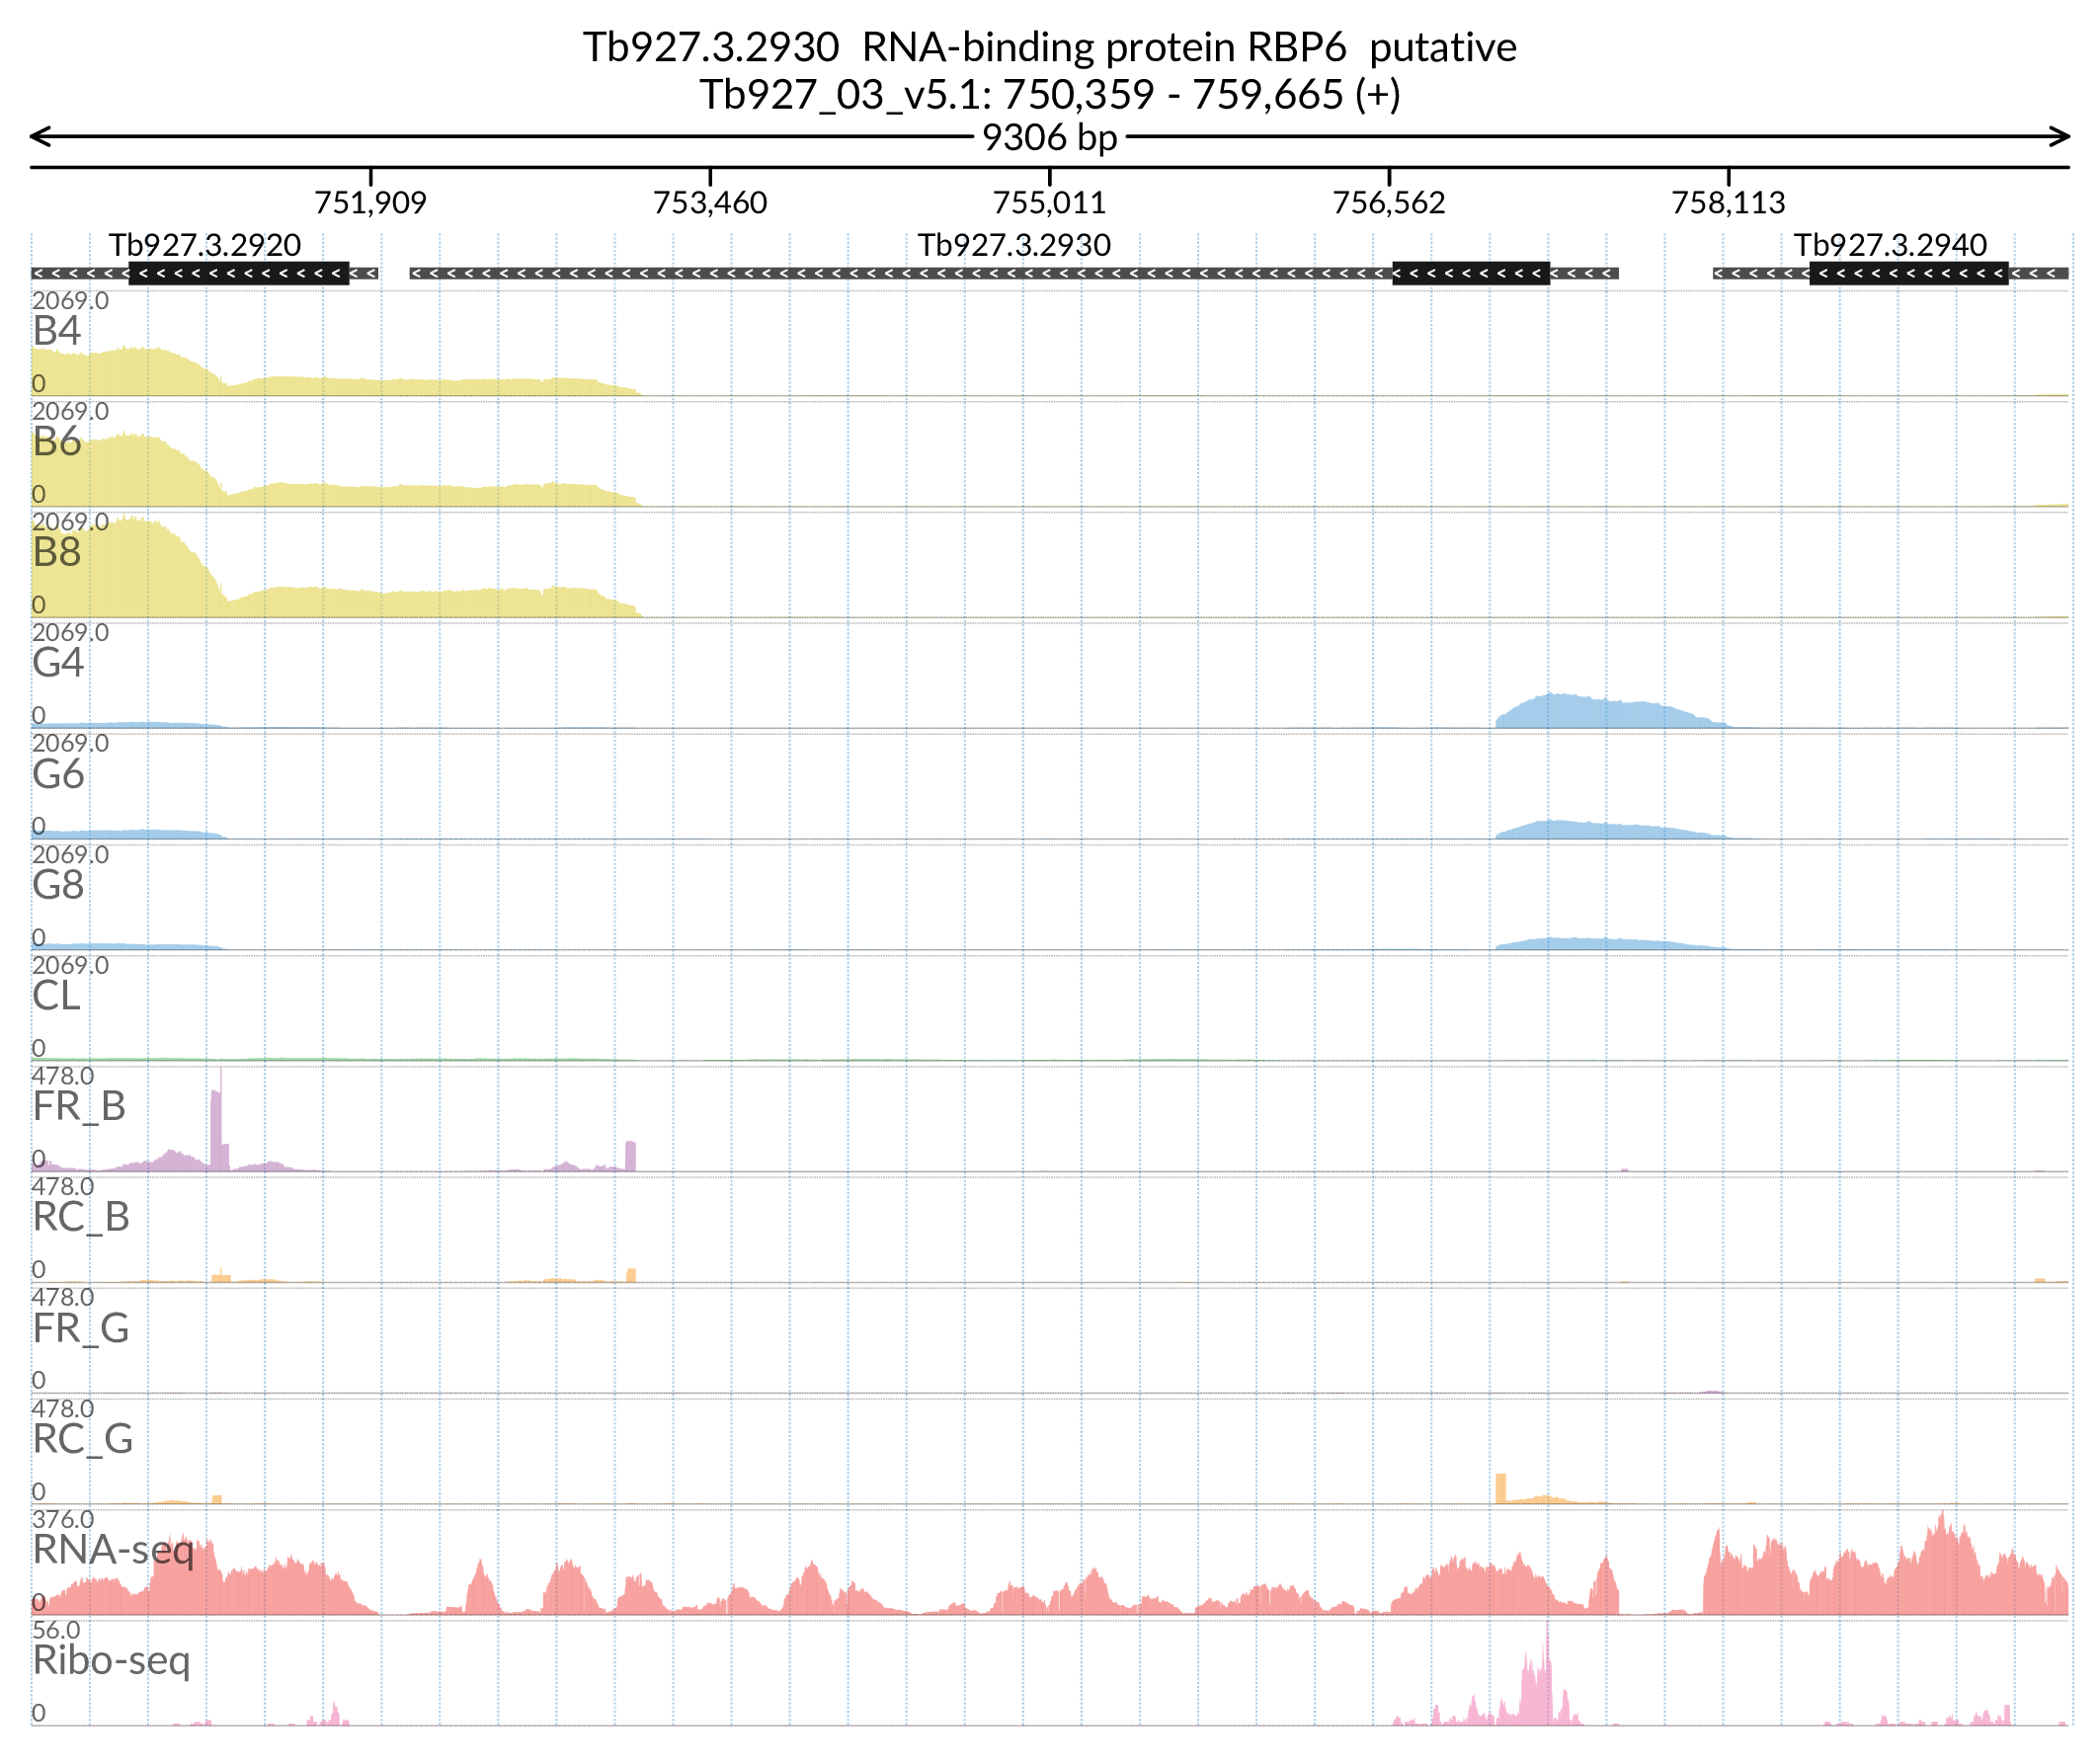 Tb927.3.2930  RNA-binding protein RBP6  putative
Tb927_03_v5.1: 750,359 - 759,665 (+)
9306 bp
751,909 753,460 755,011 756,562 758,113
Tb927.3.2920 Tb927.3.2930 Tb927.3.2940
2069.0
B4
0
2069.0
B6
0
2069.0
B8
0
2069.0
G4
0
2069.0
G6
0
2069.0
G8
0
2069.0
CL
0
478.0
FR_B
0
478.0
RC_B
0
478.0
FR_G
0
478.0
RC_G
0
376.0
RNA-seq
0
56.0
Ribo-seq
0